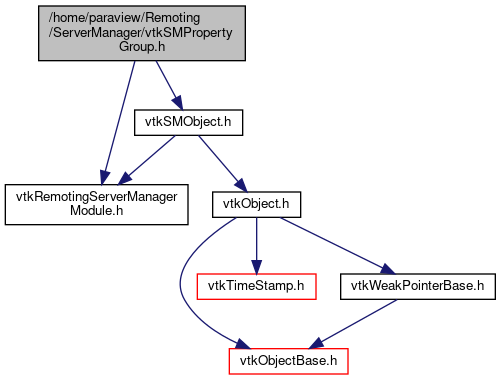 /home/paraview/Remoting
/ServerManager/vtkSMProperty
Group.h
vtkSMObject.h
vtkRemotingServerManager
Module.h
vtkObject.h
vtkTimeStamp.h
vtkWeakPointerBase.h
vtkObjectBase.h